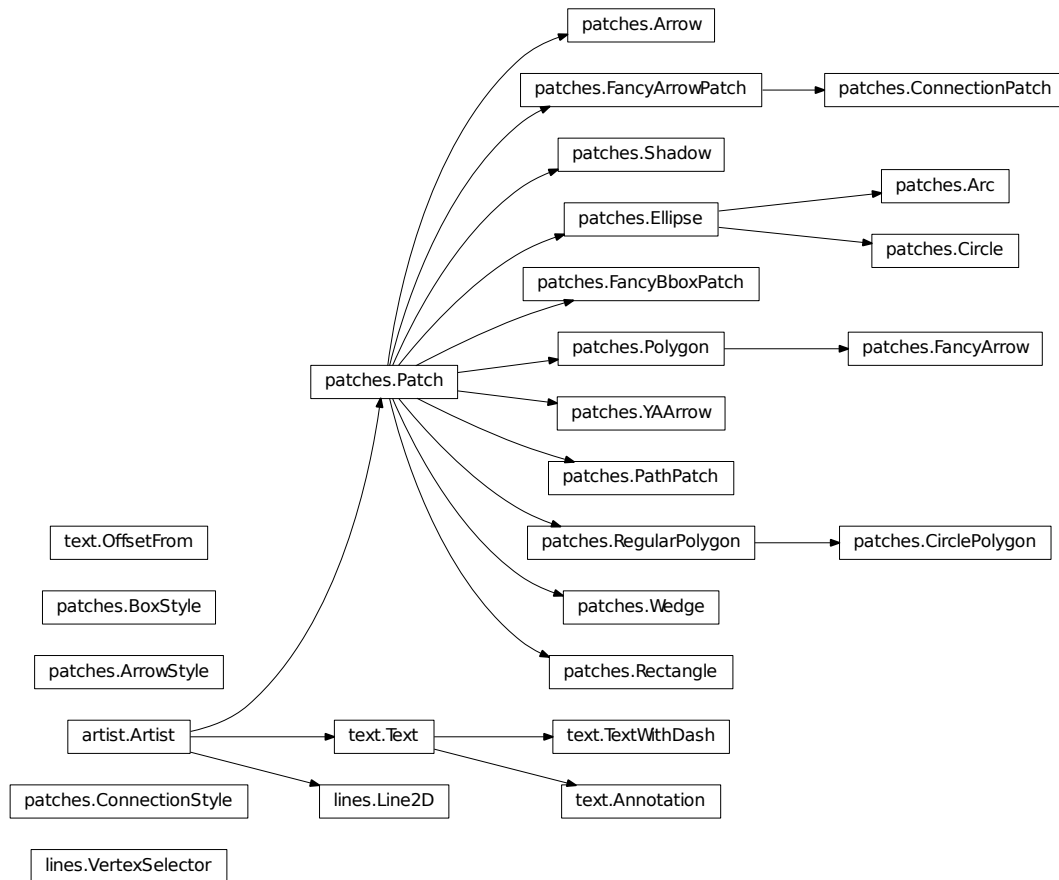 patches.Arrow
patches.FancyArrowPatch
patches.ConnectionPatch
patches.Shadow
patches.Arc
patches.Ellipse
patches.Circle
patches.FancyBboxPatch
patches.Polygon
patches.FancyArrow
patches.Patch
patches.YAArrow
patches.PathPatch
text.OffsetFrom
patches.RegularPolygon
patches.CirclePolygon
patches.BoxStyle
patches.Wedge
patches.ArrowStyle
patches.Rectangle
artist.Artist
text.Text
text.TextWithDash
patches.ConnectionStyle
lines.Line2D
text.Annotation
lines.VertexSelector